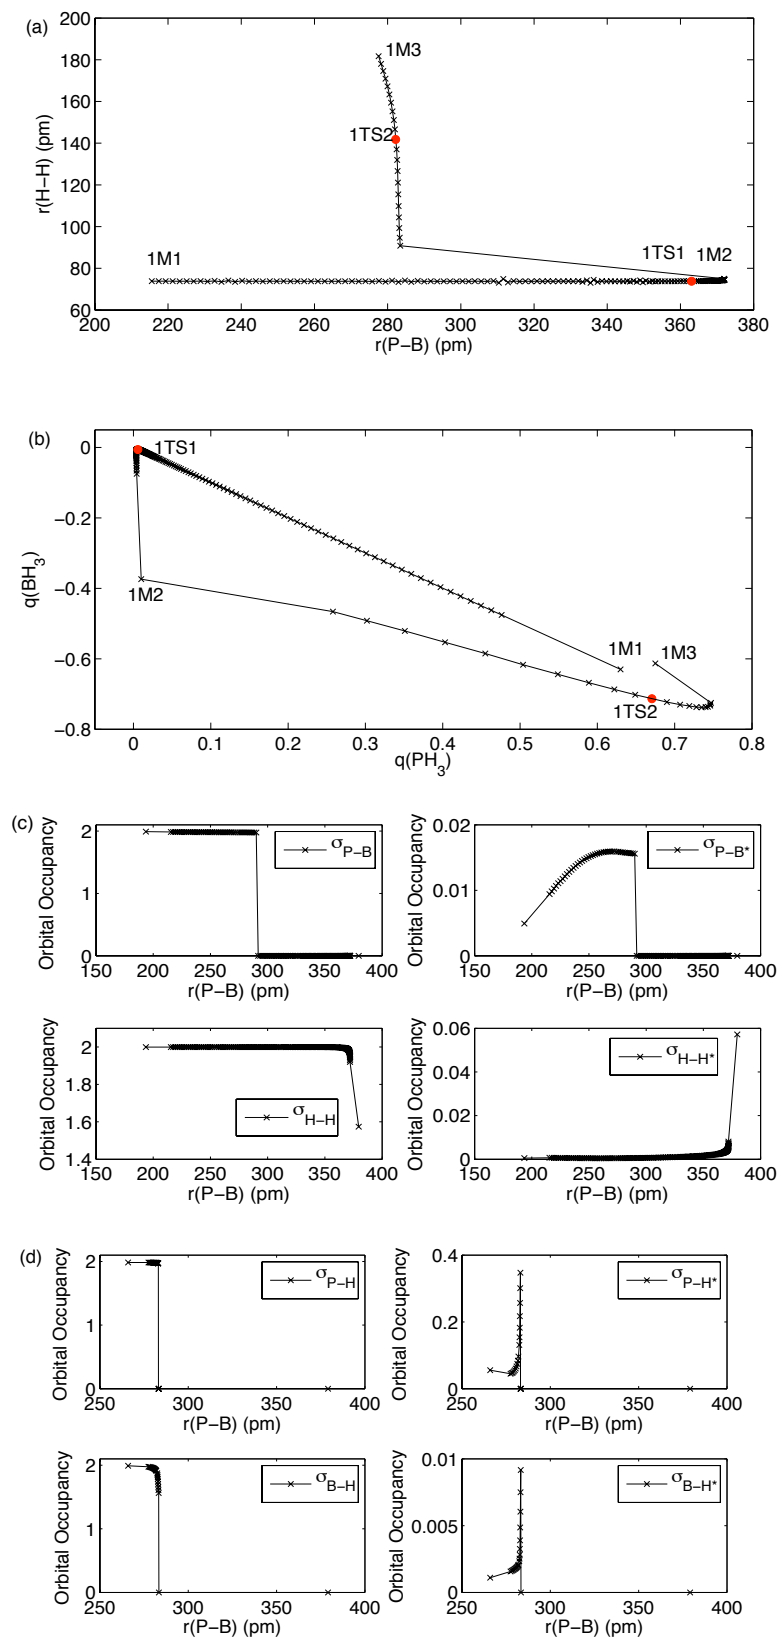 (a)
200
180
160
140
120
100
80
60
r(H−H) (pm)
1M3
1TS2
1M1
1TS1 1M2
200 220 240 260 280 300 320 340 360 380
r(P−B) (pm)
(b)
0
−0.2
−0.4
−0.6
−0.8
q(BH3)
1TS1
1M2
1M1
1M3
1TS2
0 0.1 0.2 0.3 0.4 0.5 0.6 0.7 0.8
q(PH3)
(c)
Orbital Occupancy
2
1
0
σP−B
150 200 250 300 350 400
r(P−B) (pm)
Orbital Occupancy
0.02
0.01
0
σP−B*
150 200 250 300 350 400
r(P−B) (pm)
Orbital Occupancy
2
1.8
1.6
1.4
σH−H
150 200 250 300 350 400
r(P−B) (pm)
Orbital Occupancy
0.06
0.04
0.02
0
σH−H*
150 200 250 300 350 400
r(P−B) (pm)
(d)
Orbital Occupancy
2
1
0
σP−H
250 300 350 400
r(P−B) (pm)
Orbital Occupancy
0.4
0.2
0
σP−H*
250 300 350 400
r(P−B) (pm)
Orbital Occupancy
2
1
0
σB−H
250 300 350 400
r(P−B) (pm)
Orbital Occupancy
0.01
0.005
0
σB−H*
250 300 350 400
r(P−B) (pm)